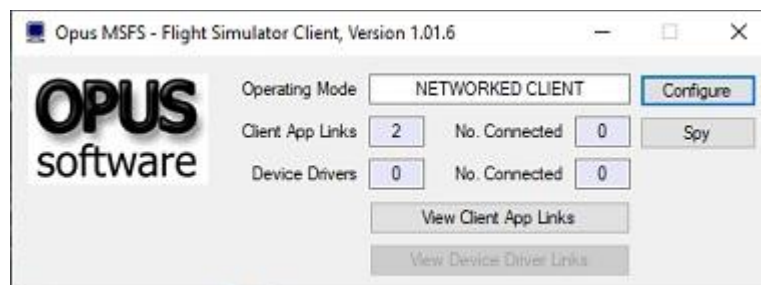 Opus MSFS - Flight Simulator Client, Version 1.01.6
OPUS
software
Operating Mode NETWORKED CLIENT Configure
Client App Links 2 No. Connected 0 Spy
Device Drivers 0 No. Connected 0
View Client App Links
View Device Driver Links